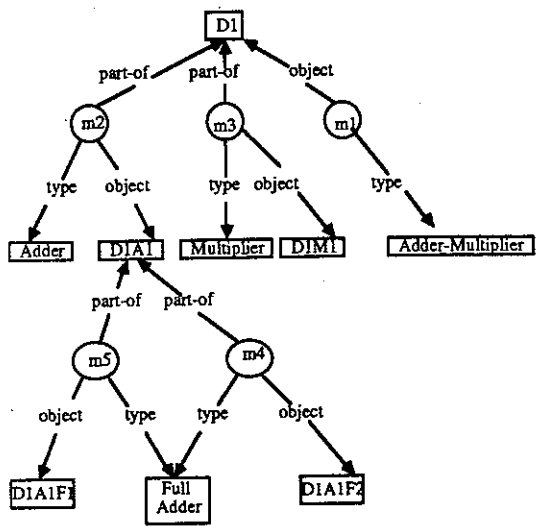 D1
part-of
part-of
object
m2
m3
m1
type
object
type
object
type
Adder
D1A1
Multiplier
D1M1
Adder-Multiplier
part-of
part-of
m5
m4
object
type
type
object
D1A1F1
Full
Adder
D1A1F2